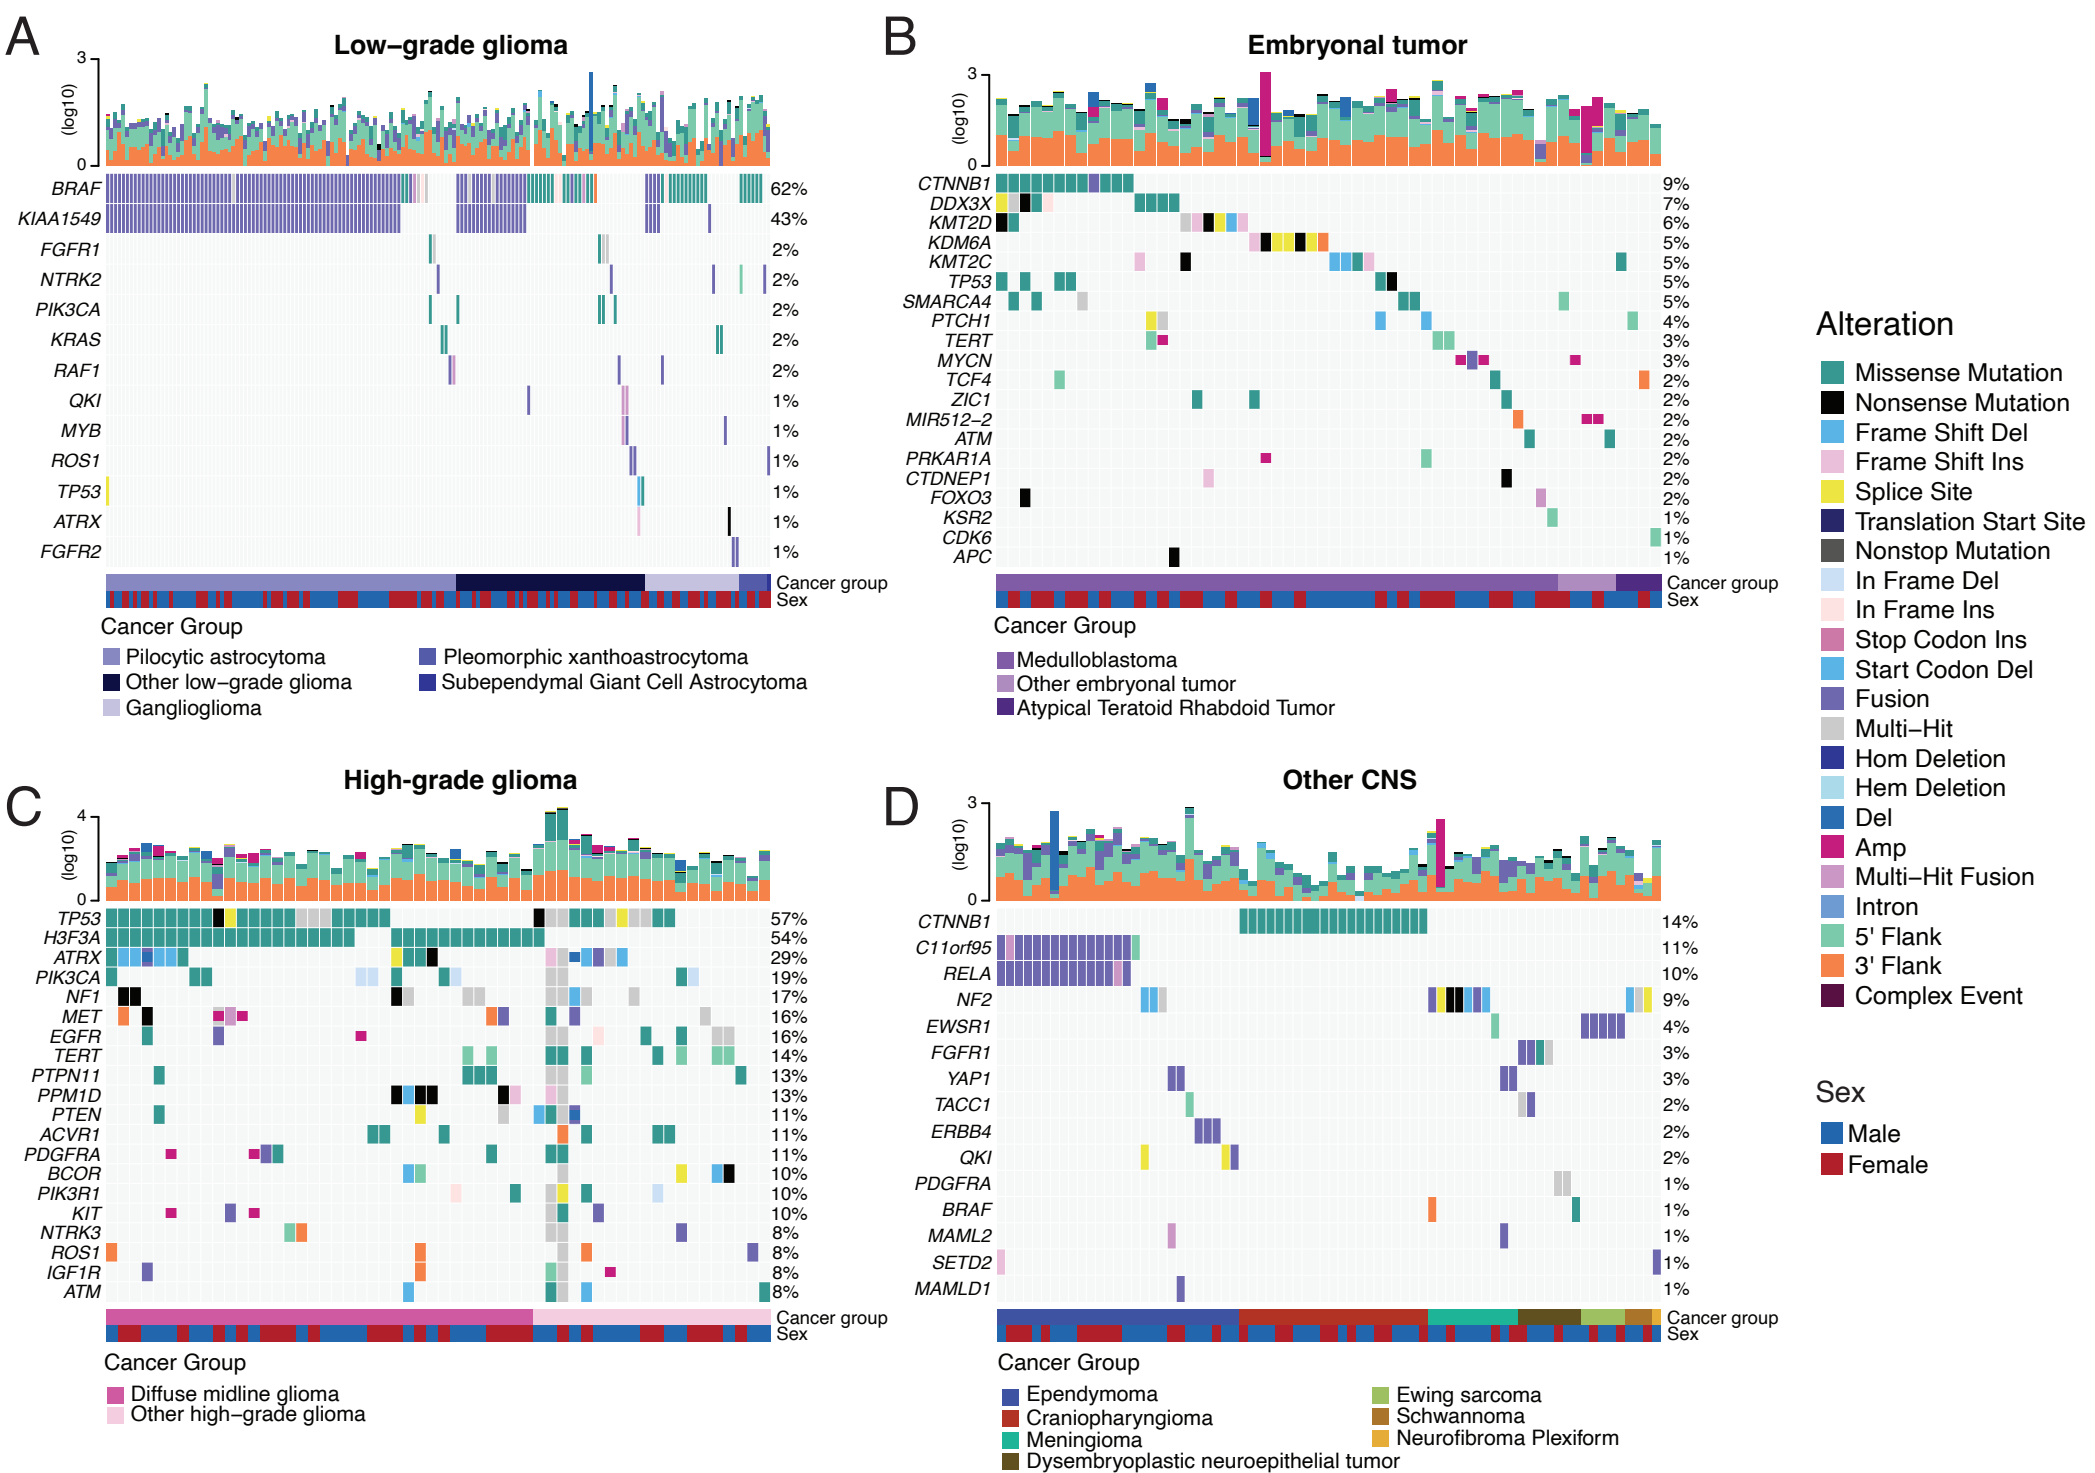 A
Low–grade glioma
3
(log10)
0
BRAF 62%
KIAA1549 43%
FGFR1 2%
NTRK2 2%
PIK3CA 2%
KRAS 2%
RAF1 2%
QKI 1%
MYB 1%
ROS1 1%
TP53 1%
ATRX 1%
FGFR2 1%
Cancer group
Sex
Cancer Group
Pilocytic astrocytoma
Other low–grade glioma
Ganglioglioma
Pleomorphic xanthoastrocytoma
Subependymal Giant Cell Astrocytoma
B
Embryonal tumor
3
(log10)
0
CTNNB1 9%
DDX3X 7%
KMT2D 6%
KDM6A 5%
KMT2C 5%
TP53 5%
SMARCA4 5%
PTCH1 4%
TERT 3%
MYCN 3%
TCF4 2%
ZIC1 2%
MIR512–2 2%
ATM 2%
PRKAR1A 2%
CTDNEP1 2%
FOXO3 2%
KSR2 1%
CDK6 1%
APC 1%
Cancer group
Sex
Cancer Group
Medulloblastoma
Other embryonal tumor
Atypical Teratoid Rhabdoid Tumor
C
High-grade glioma
4
(log10)
0
TP53 57%
H3F3A 54%
ATRX 29%
PIK3CA 19%
NF1 17%
MET 16%
EGFR 16%
TERT 14%
PTPN11 13%
PPM1D 13%
PTEN 11%
ACVR1 11%
PDGFRA 11%
BCOR 10%
PIK3R1 10%
KIT 10%
NTRK3 8%
ROS1 8%
IGF1R 8%
ATM 8%
Cancer group
Sex
Cancer Group
Diffuse midline glioma
Other high–grade glioma
D
Other CNS
3
(log10)
0
CTNNB1 14%
C11orf95 11%
RELA 10%
NF2 9%
EWSR1 4%
FGFR1 3%
YAP1 3%
TACC1 2%
ERBB4 2%
QKI 2%
PDGFRA 1%
BRAF 1%
MAML2 1%
SETD2 1%
MAMLD1 1%
Cancer group
Sex
Cancer Group
Ependymoma
Craniopharyngioma
Meningioma
Dysembryoplastic neuroepithelial tumor
Ewing sarcoma
Schwannoma
Neurofibroma Plexiform
Alteration
Missense Mutation
Nonsense Mutation
Frame Shift Del
Frame Shift Ins
Splice Site
Translation Start Site
Nonstop Mutation
In Frame Del
In Frame Ins
Stop Codon Ins
Start Codon Del
Fusion
Multi–Hit
Hom Deletion
Hem Deletion
Del
Amp
Multi–Hit Fusion
Intron
5' Flank
3' Flank
Complex Event
Sex
Male
Female